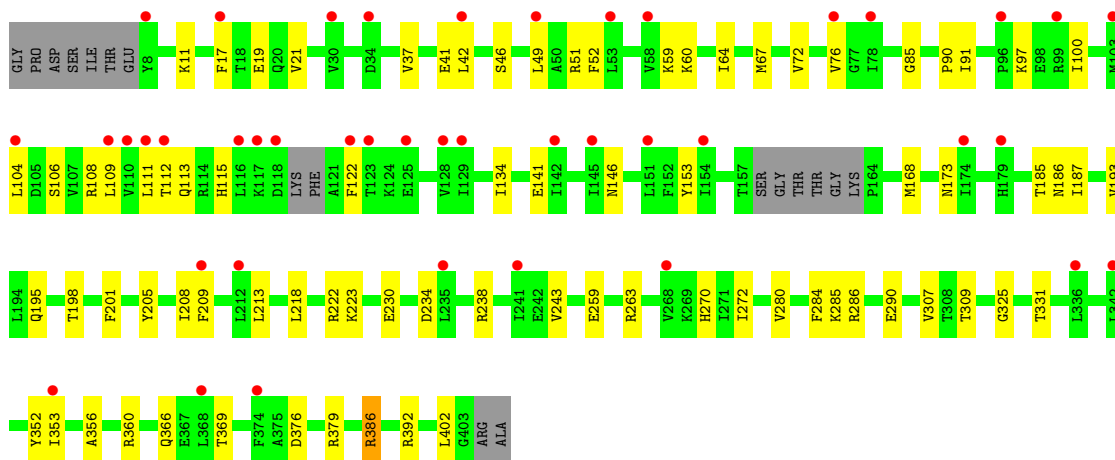 GLY PRO ASP SER ILE THR GLU Y8 K11 F17 T18 E19 Q20 V21 V30 D34 V37 E41 L42 S46 L49 A50 R51 F52 L53 V58 K59 K60 I64 M67 V72 V76 G77 I78 G85 P90 I91 P96 K97 E98 R99 I100 M103
L104 D105 S106 V107 R108 L109 V110 L111 T112 Q113 R114 H115 L116 K117 D118 LYS PHE A121 F122 T123 K124 E125 V128 I129 I134 E141 I142 I145 N146 L151 F152 Y153 I154 T157 SER GLY THR THR GLY LYS P164 M168 N173 I174 H179 T185 N186 I187 V193
L194 Q195 T198 F201 Y205 I208 F209 L212 L213 L218 R222 K223 E230 D234 L235 R238 I241 E242 V243 E259 R263 V268 K269 H270 I271 I272 V280 F284 K285 R286 E290 V307 T308 T309 G325 T331 L336 L342
Y352 I353 A356 R360 Q366 E367 L368 T369 F374 A375 D376 R379 R386 R392 L402 G403 ARG ALA